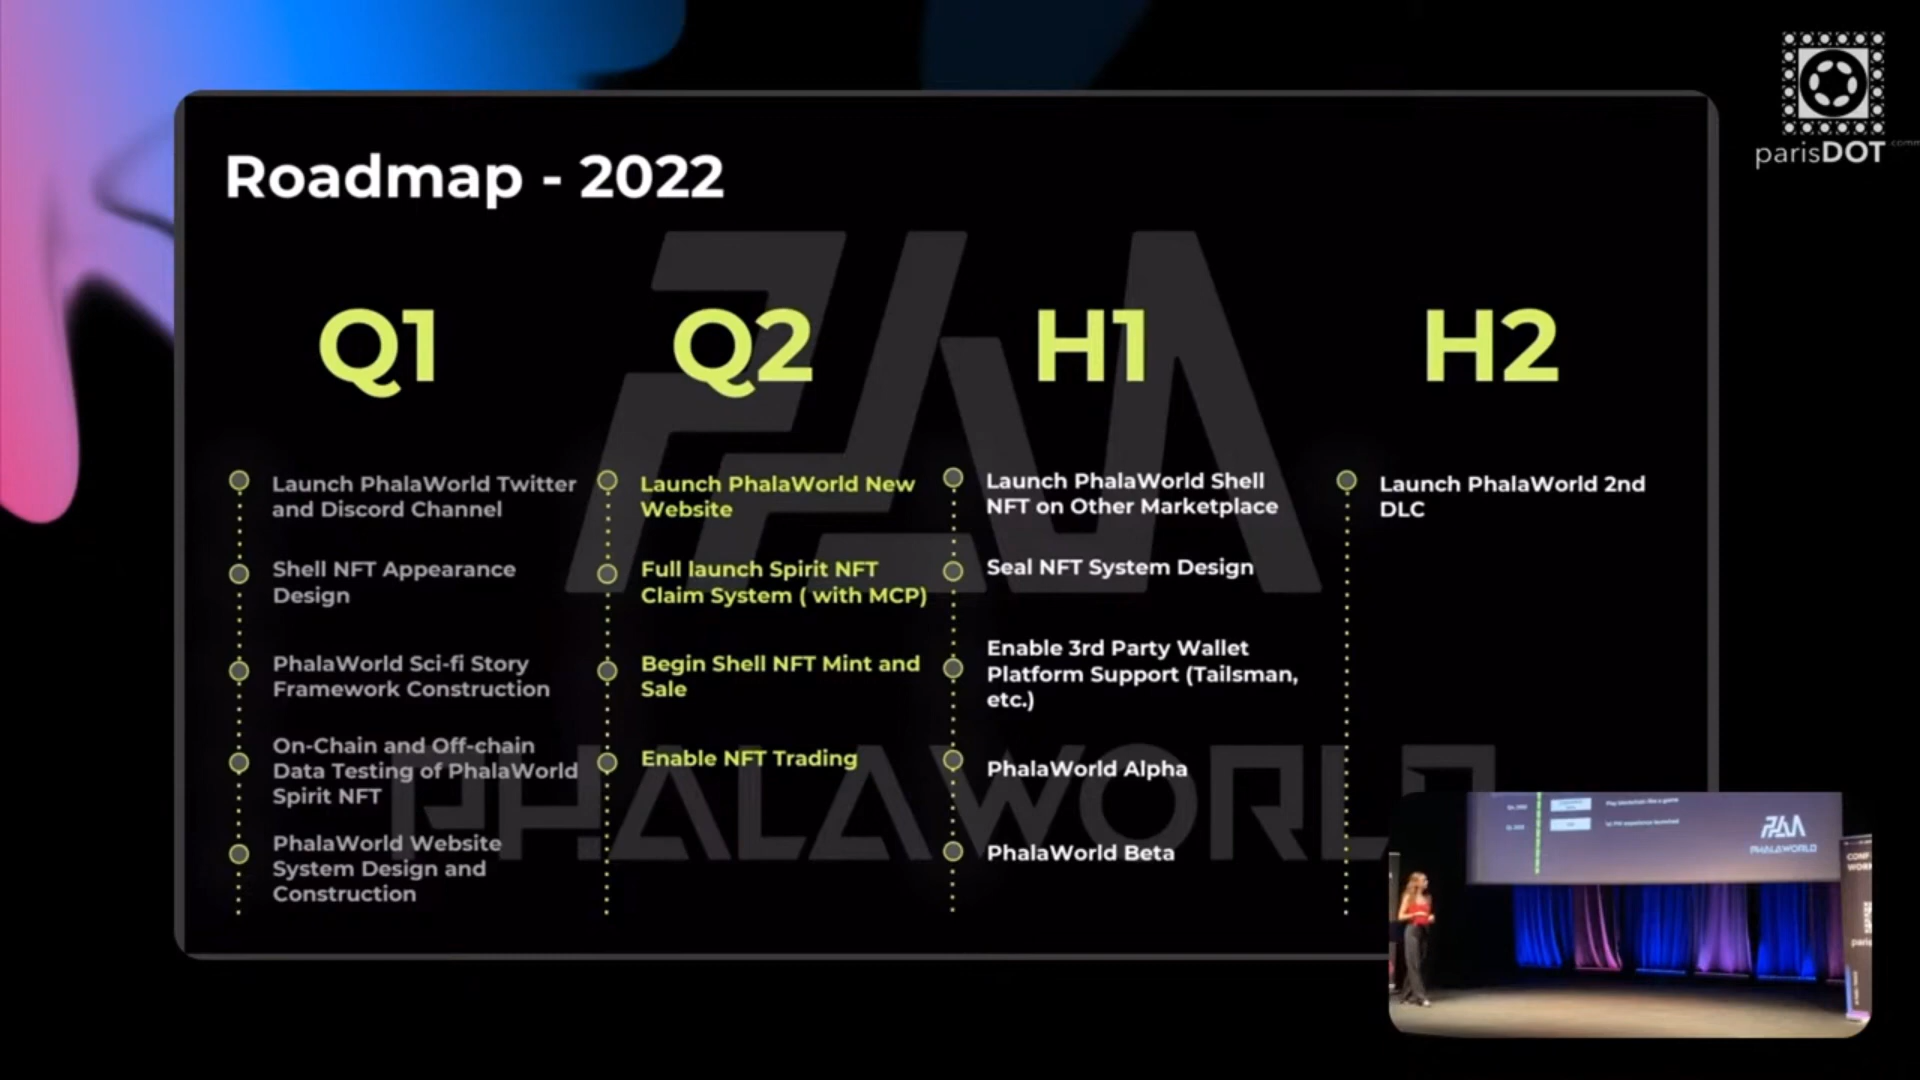 parisDOT
Roadmap - 2022
Q1
Launch PhalaWorld Twitter
and Discord Channel
Shell NFT Appearance
Design
PhalaWorld Sci-fi Story
Framework Construction
On-Chain and Off-chain
Data Testing of PhalaWorld
Spirit NFT
PhalaWorld Website
System Design and
Construction
Q2
Launch PhalaWorld New
Website
Full launch Spirit NFT
Claim System ( with MCP)
Begin Shell NFT Mint and
Sale
Enable NFT Trading
H1
Launch PhalaWorld Shell
NFT on Other Marketplace
Seal NFT System Design
Enable 3rd Party Wallet
Platform Support (Tailsman,
etc.)
PhalaWorld Alpha
PhalaWorld Beta
H2
Launch PhalaWorld 2nd
DLC
PHALAWORLD
PHALAWORLD